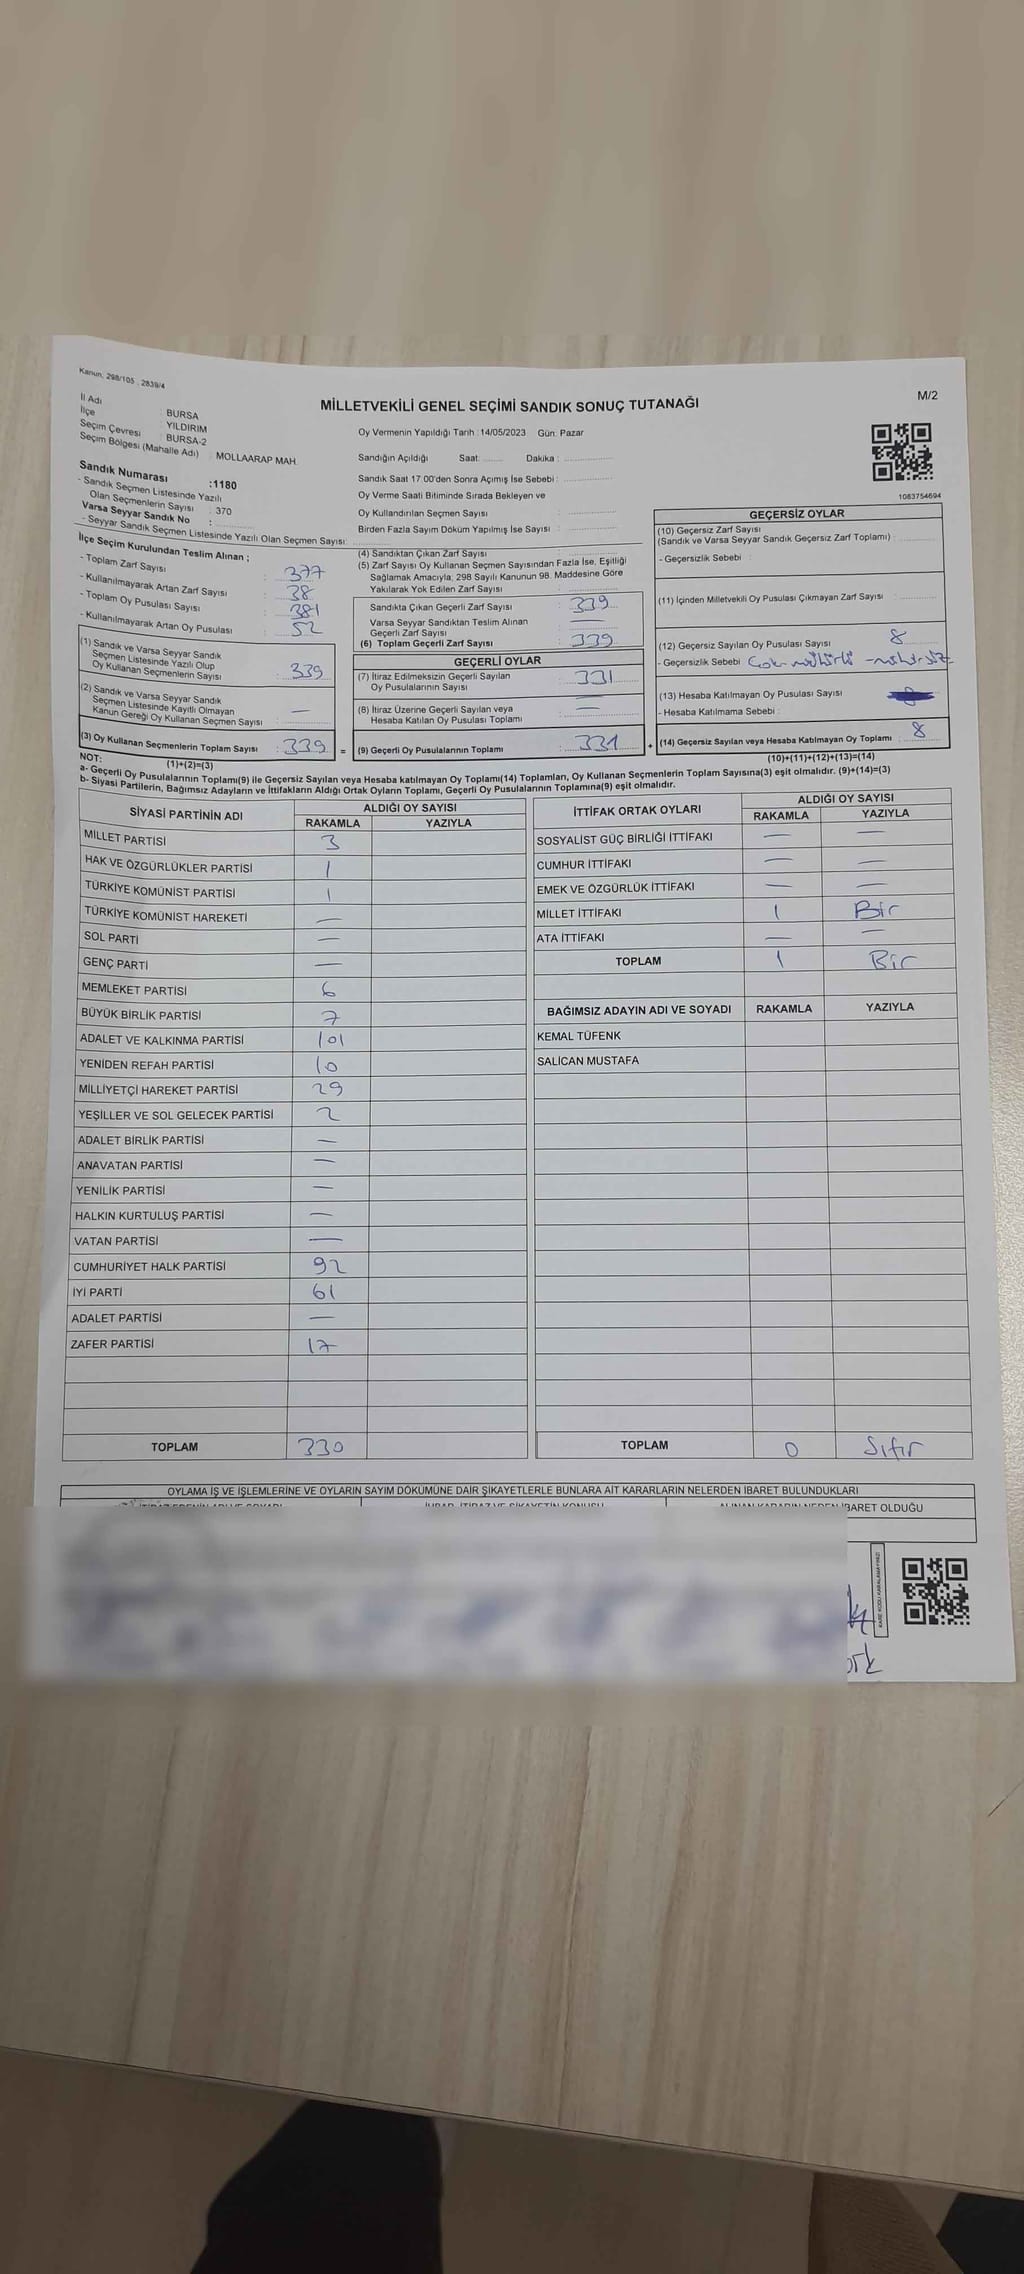 Kanun, 298/105 , 2839/4
M/2
MİLLETVEKİLİ GENEL SEÇİMİ SANDIK SONUÇ TUTANAĞI
İl Adı : BURSA
İlçe : YILDIRIM
Seçim Çevresi : BURSA-2
Seçim Bölgesi (Mahalle Adı) : MOLLAARAP MAH.
Sandık Numarası :1180
- Sandık Seçmen Listesinde Yazılı
Olan Seçmenlerin Sayısı : 370
Varsa Seyyar Sandık No :
- Seyyar Sandık Seçmen Listesinde Yazılı Olan Seçmen Sayısı:
Oy Vermenin Yapıldığı Tarih :14/05/2023 Gün: Pazar
Sandığın Açıldığı Saat: Dakika :
Sandık Saat 17.00'den Sonra Açımış İse Sebebi :
Oy Verme Saati Bitiminde Sırada Bekleyen ve
Oy Kullandırılan Seçmen Sayısı :
Birden Fazla Sayım Döküm Yapılmış İse Sayısı :
1083754694
İlçe Seçim Kurulundan Teslim Alınan ;
- Toplam Zarf Sayısı : 377
- Kullanılmayarak Artan Zarf Sayısı : 38
- Toplam Oy Pusulası Sayısı : 381
- Kullanılmayarak Artan Oy Pusulası : 52
(1) Sandık ve Varsa Seyyar Sandık
Seçmen Listesinde Yazılı Olup
Oy Kullanan Seçmenlerin Sayısı : 339
(2) Sandık ve Varsa Seyyar Sandık
Seçmen Listesinde Kayıtlı Olmayan
Kanun Gereği Oy Kullanan Seçmen Sayısı : —
(3) Oy Kullanan Seçmenlerin Toplam Sayısı : 339 =
(4) Sandıktan Çıkan Zarf Sayısı :
(5) Zarf Sayısı Oy Kullanan Seçmen Sayısından Fazla İse, Eşitliği
Sağlamak Amacıyla; 298 Sayılı Kanunun 98. Maddesine Göre
Yakılarak Yok Edilen Zarf Sayısı :
Sandıkta Çıkan Geçerli Zarf Sayısı : 339
Varsa Seyyar Sandıktan Teslim Alınan
Geçerli Zarf Sayısı : —
(6) Toplam Geçerli Zarf Sayısı : 339
GEÇERLİ OYLAR
(7) İtiraz Edilmeksizin Geçerli Sayılan : 331
Oy Pusulalarının Sayısı
(8) İtiraz Üzerine Geçerli Sayılan veya : —
Hesaba Katılan Oy Pusulası Toplamı
(9) Geçerli Oy Pusulalarının Toplamı : 331 +
GEÇERSİZ OYLAR
(10) Geçersiz Zarf Sayısı
(Sandık ve Varsa Seyyar Sandık Geçersiz Zarf Toplamı) :
- Geçersizlik Sebebi :
(11) İçinden Milletvekili Oy Pusulası Çıkmayan Zarf Sayısı :
(12) Geçersiz Sayılan Oy Pusulası Sayısı : 8
- Geçersizlik Sebebi : Çok mühürlü - mühürsüz
(13) Hesaba Katılmayan Oy Pusulası Sayısı :
- Hesaba Katılmama Sebebi :
(14) Geçersiz Sayılan veya Hesaba Katılmayan Oy Toplamı : 8
(1)+(2)=(3)
(10)+(11)+(12)+(13)=(14)
NOT:
a- Geçerli Oy Pusulalarının Toplamı(9) ile Geçersiz Sayılan veya Hesaba katılmayan Oy Toplamı(14) Toplamları, Oy Kullanan Seçmenlerin Toplam Sayısına(3) eşit olmalıdır. (9)+(14)=(3)
b- Siyasi Partilerin, Bağımsız Adayların ve İttifakların Aldığı Ortak Oyların Toplamı, Geçerli Oy Pusulalarının Toplamına(9) eşit olmalıdır.
SİYASİ PARTİNİN ADI ALDIĞI OY SAYISI
RAKAMLA YAZIYLA
MİLLET PARTİSİ 3
HAK VE ÖZGÜRLÜKLER PARTİSİ 1
TÜRKİYE KOMÜNİST PARTİSİ 1
TÜRKİYE KOMÜNİST HAREKETİ —
SOL PARTİ —
GENÇ PARTİ —
MEMLEKET PARTİSİ 6
BÜYÜK BİRLİK PARTİSİ 7
ADALET VE KALKINMA PARTİSİ 101
YENİDEN REFAH PARTİSİ 10
MİLLİYETÇİ HAREKET PARTİSİ 29
YEŞİLLER VE SOL GELECEK PARTİSİ 2
ADALET BİRLİK PARTİSİ —
ANAVATAN PARTİSİ —
YENİLİK PARTİSİ —
HALKIN KURTULUŞ PARTİSİ —
VATAN PARTİSİ —
CUMHURİYET HALK PARTİSİ 92
İYİ PARTİ 61
ADALET PARTİSİ —
ZAFER PARTİSİ 17
TOPLAM 330
İTTİFAK ORTAK OYLARI ALDIĞI OY SAYISI
RAKAMLA YAZIYLA
SOSYALİST GÜÇ BİRLİĞİ İTTİFAKI — —
CUMHUR İTTİFAKI — —
EMEK VE ÖZGÜRLÜK İTTİFAKI — —
MİLLET İTTİFAKI 1 Bir
ATA İTTİFAKI — —
TOPLAM 1 Bir
BAĞIMSIZ ADAYIN ADI VE SOYADI RAKAMLA YAZIYLA
KEMAL TÜFENK
SALİCAN MUSTAFA
TOPLAM 0 Sıfır
OYLAMA İŞ VE İŞLEMLERİNE VE OYLARIN SAYIM DÖKÜMÜNE DAİR ŞİKAYETLERLE BUNLARA AİT KARARLARIN NELERDEN İBARET BULUNDUKLARI
İTİRAZ EDENİN ADI VE SOYADI İHBAR, İTİRAZ VE ŞİKAYETİN KONUSU ALINAN KARARIN NEDEN İBARET OLDUĞU
KARE KODU KARALAMAYINIZ!